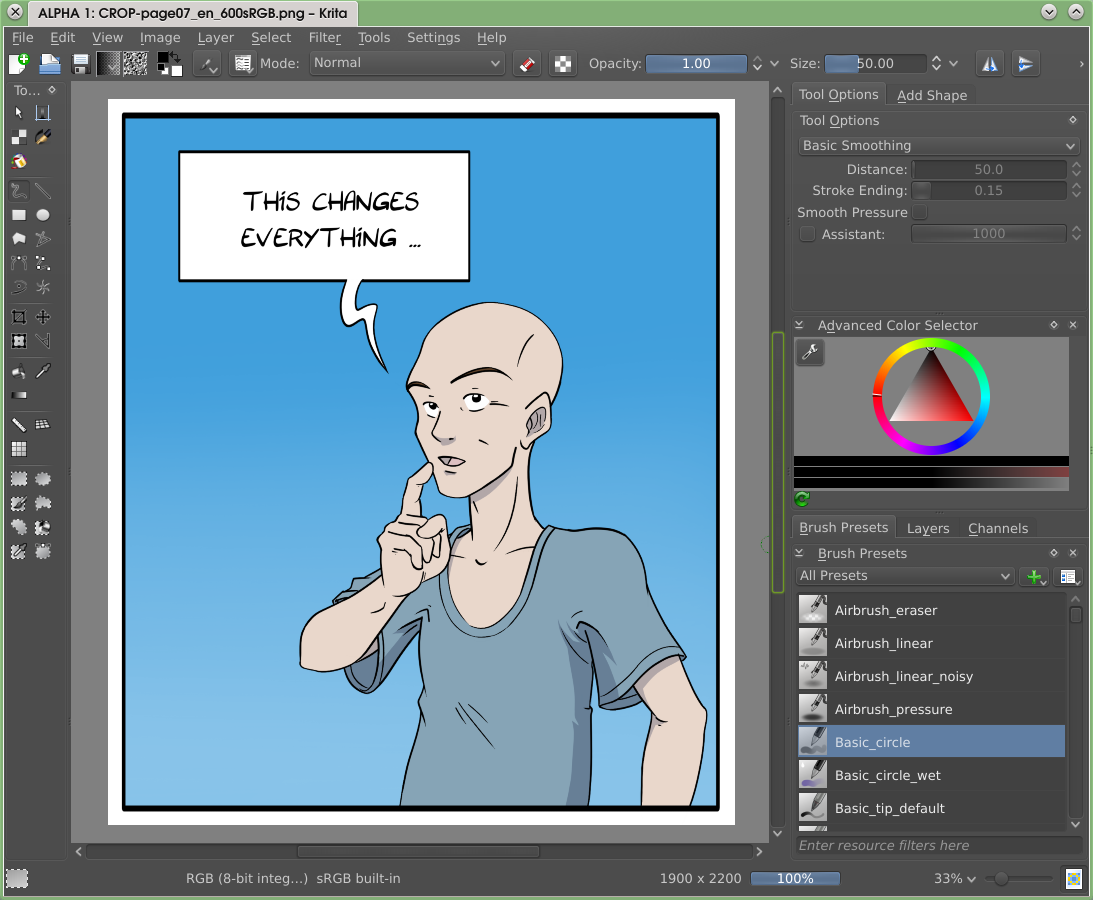 ALPHA 1: CROP-page07_en_600sRGB.png – Krita
File Edit View Image Layer Select Filter Tools Settings Help
Mode: Normal Opacity: 1.00 Size: 50.00
To...
Tool Options Add Shape
Tool Options
Basic Smoothing
Distance: 50.0
Stroke Ending: 0.15
Smooth Pressure
Assistant: 1000
THIS CHANGES
EVERYTHING ...
Advanced Color Selector
Brush Presets Layers Channels
Brush Presets
All Presets
Airbrush_eraser
Airbrush_linear
Airbrush_linear_noisy
Airbrush_pressure
Basic_circle
Basic_circle_wet
Basic_tip_default
Enter resource filters here
RGB (8-bit integ...) sRGB built-in 1900 x 2200 100% 33%